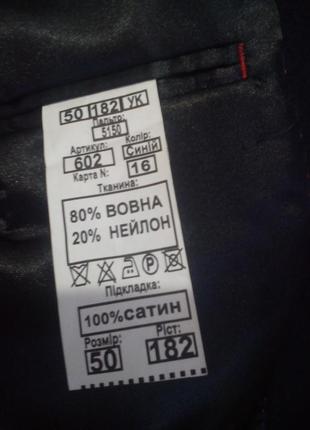 50 182 УК
Пальто:
5150
Артикул: Колір:
602 Синій
Карта N: 16
Тканина:
80% ВОВНА
20% НЕЙЛОН
P
Підкладка:
100%сатин
Розмір: Ріст:
50 182